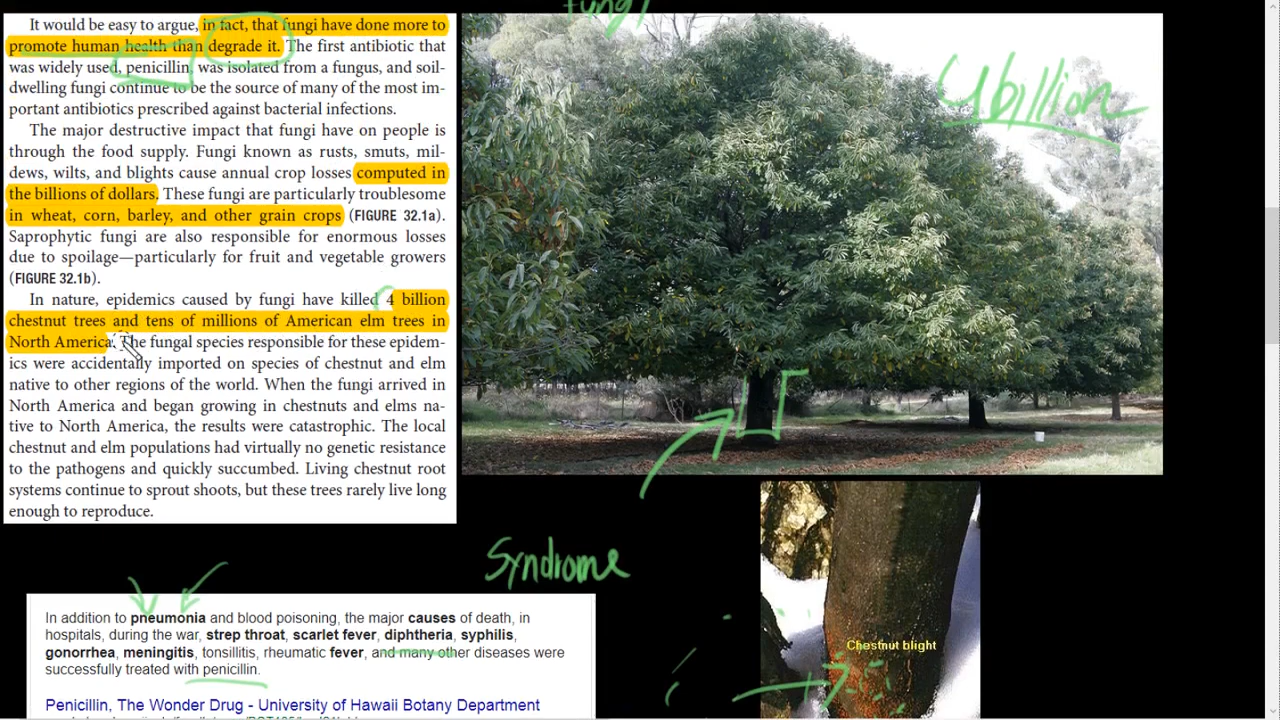 fungi
It would be easy to argue, in fact, that fungi have done more to
promote human health than degrade it. The first antibiotic that
was widely used, penicillin, was isolated from a fungus, and soil-
dwelling fungi continue to be the source of many of the most im-
portant antibiotics prescribed against bacterial infections.
The major destructive impact that fungi have on people is
through the food supply. Fungi known as rusts, smuts, mil-
dews, wilts, and blights cause annual crop losses computed in
the billions of dollars. These fungi are particularly troublesome
in wheat, corn, barley, and other grain crops (FIGURE 32.1a).
Saprophytic fungi are also responsible for enormous losses
due to spoilage—particularly for fruit and vegetable growers
(FIGURE 32.1b).
In nature, epidemics caused by fungi have killed 4 billion
chestnut trees and tens of millions of American elm trees in
North America. The fungal species responsible for these epidem-
ics were accidentally imported on species of chestnut and elm
native to other regions of the world. When the fungi arrived in
North America and began growing in chestnuts and elms na-
tive to North America, the results were catastrophic. The local
chestnut and elm populations had virtually no genetic resistance
to the pathogens and quickly succumbed. Living chestnut root
systems continue to sprout shoots, but these trees rarely live long
enough to reproduce.
4 billion
Syndrome
In addition to pneumonia and blood poisoning, the major causes of death, in
hospitals, during the war, strep throat, scarlet fever, diphtheria, syphilis,
gonorrhea, meningitis, tonsillitis, rheumatic fever, and many other diseases were
successfully treated with penicillin.
Penicillin, The Wonder Drug - University of Hawaii Botany Department
Chestnut blight